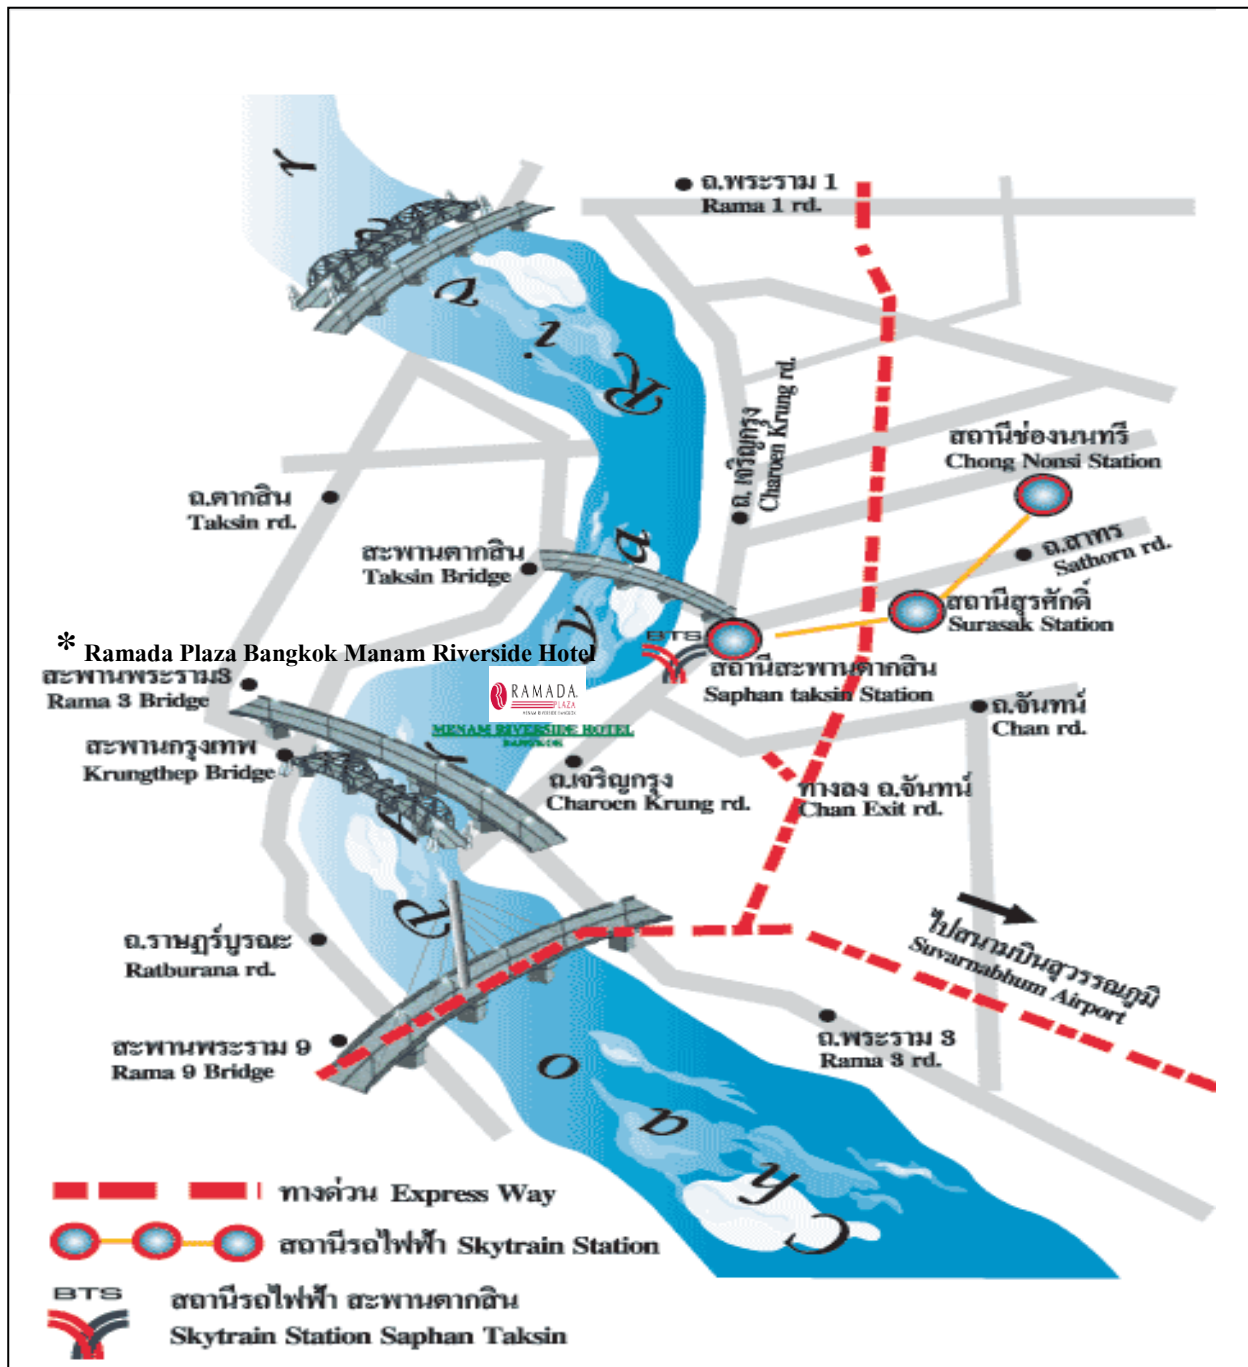 ถ.พระราม 1
Rama 1 rd.
ถ. เจริญกรุง
Charoen Krung rd.
สถานีช่องนนทรี
Chong Nonsi Station
ถ.ตากสิน
Taksin rd.
สะพานตากสิน
Taksin Bridge
ถ.สาทร
Sathorn rd.
สถานีสุรศักดิ์
Surasak Station
BTS
* Ramada Plaza Bangkok Manam Riverside Hotel
สถานีสะพานตากสิน
Saphan taksin Station
สะพานพระราม3
Rama 3 Bridge
RAMADA
PLAZA
MENAM RIVERSIDE BANGKOK
MENAM RIVERSIDE HOTEL
BANGKOK
ถ.จันทน์
Chan rd.
สะพานกรุงเทพ
Krungthep Bridge
ถ.เจริญกรุง
Charoen Krung rd.
ทางลง ถ.จันทน์
Chan Exit rd.
ถ.ราษฎร์บูรณะ
Ratburana rd.
ไปสนามบินสุวรรณภูมิ
Suvarnabhum Airport
สะพานพระราม 9
Rama 9 Bridge
ถ.พระราม 3
Rama 3 rd.
Chao Phraya River
ทางด่วน Express Way
สถานีรถไฟฟ้า Skytrain Station
BTS
สถานีรถไฟฟ้า สะพานตากสิน
Skytrain Station Saphan Taksin